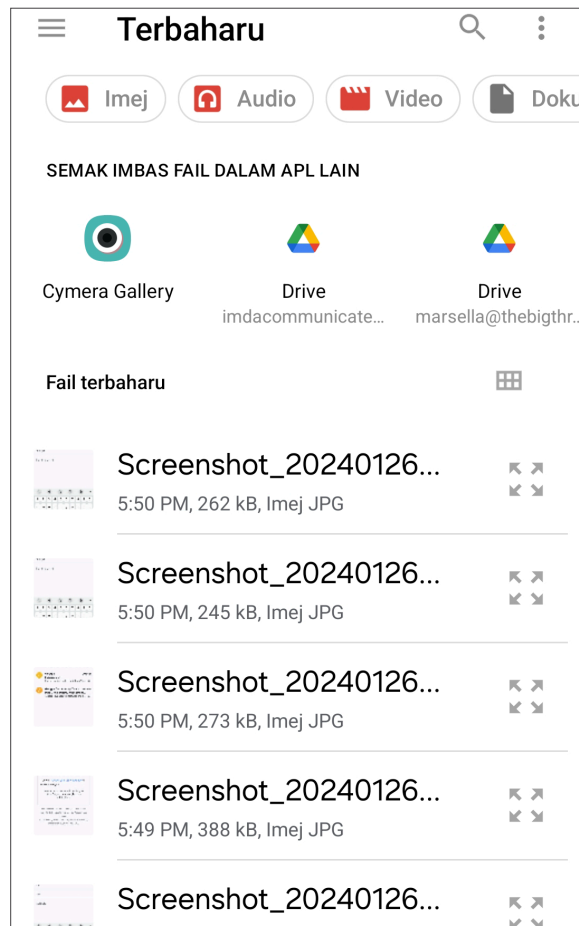 Terbaharu
Imej Audio Video Doku
SEMAK IMBAS FAIL DALAM APL LAIN
Cymera Gallery Drive Drive
imdacommunicate... marsella@thebigthr...
Fail terbaharu
Screenshot_20240126...
5:50 PM, 262 kB, Imej JPG
Screenshot_20240126...
5:50 PM, 245 kB, Imej JPG
Screenshot_20240126...
5:50 PM, 273 kB, Imej JPG
Screenshot_20240126...
5:49 PM, 388 kB, Imej JPG
Screenshot_20240126...